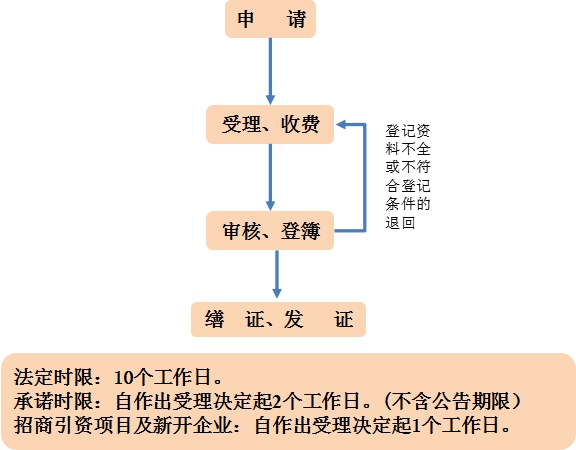 申 请
受理、收费
登记资
料不全
或不符
合登记
条件的
退回
审核、登簿
缮 证、发 证
法定时限：10个工作日。
承诺时限：自作出受理决定起2个工作日。(不含公告期限）
招商引资项目及新开企业：自作出受理决定起1个工作日。